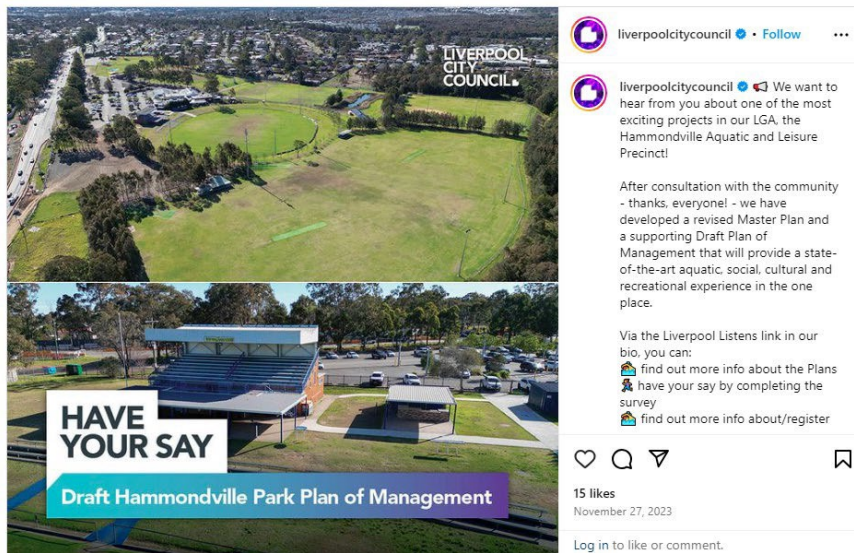 LIVERPOOL
CITY
COUNCIL
HAVE
YOUR SAY
Draft Hammondville Park Plan of Management
liverpoolcitycouncil • Follow
liverpoolcitycouncil 📢 We want to
hear from you about one of the most
exciting projects in our LGA, the
Hammondville Aquatic and Leisure
Precinct!
After consultation with the community
- thanks, everyone! - we have
developed a revised Master Plan and
a supporting Draft Plan of
Management that will provide a state-
of-the-art aquatic, social, cultural and
recreational experience in the one
place.
Via the Liverpool Listens link in our
bio, you can:
find out more info about the Plans
have your say by completing the
survey
find out more info about/register
15 likes
November 27, 2023
Log in to like or comment.